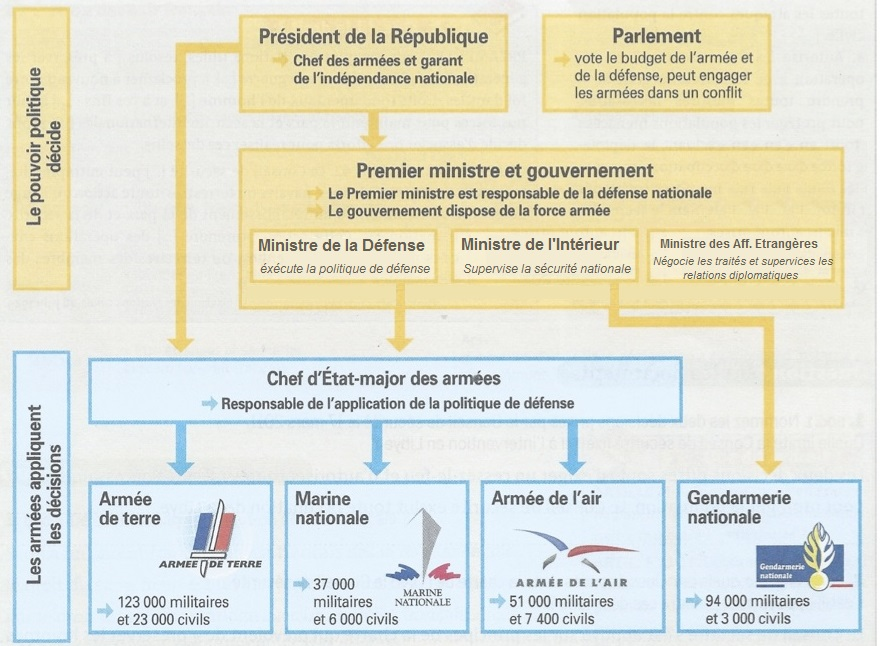 Le pouvoir politique
décide
Président de la République
Chef des armées et garant
de l'indépendance nationale
Parlement
vote le budget de l'armée et
de la défense, peut engager
les armées dans un conflit
Premier ministre et gouvernement
Le Premier ministre est responsable de la défense nationale
Le gouvernement dispose de la force armée
Ministre de la Défense
éxécute la politique de défense
Ministre de l'Intérieur
Supervise la sécurité nationale
Ministre des Aff. Etrangères
Négocie les traités et supervices les
relations diplomatiques
Les armées appliquent
les décisions
Chef d'État-major des armées
Responsable de l'application de la politique de défense
Armée
de terre
ARMEE DE TERRE
123 000 militaires
et 23 000 civils
Marine
nationale
MARINE
NATIONALE
37 000
militaires
et 6 000 civils
Armée de l'air
ARMÉE DE L'AIR
51 000 militaires
et 7 400 civils
Gendarmerie
nationale
Gendarmerie
nationale
94 000 militaires
et 3 000 civils